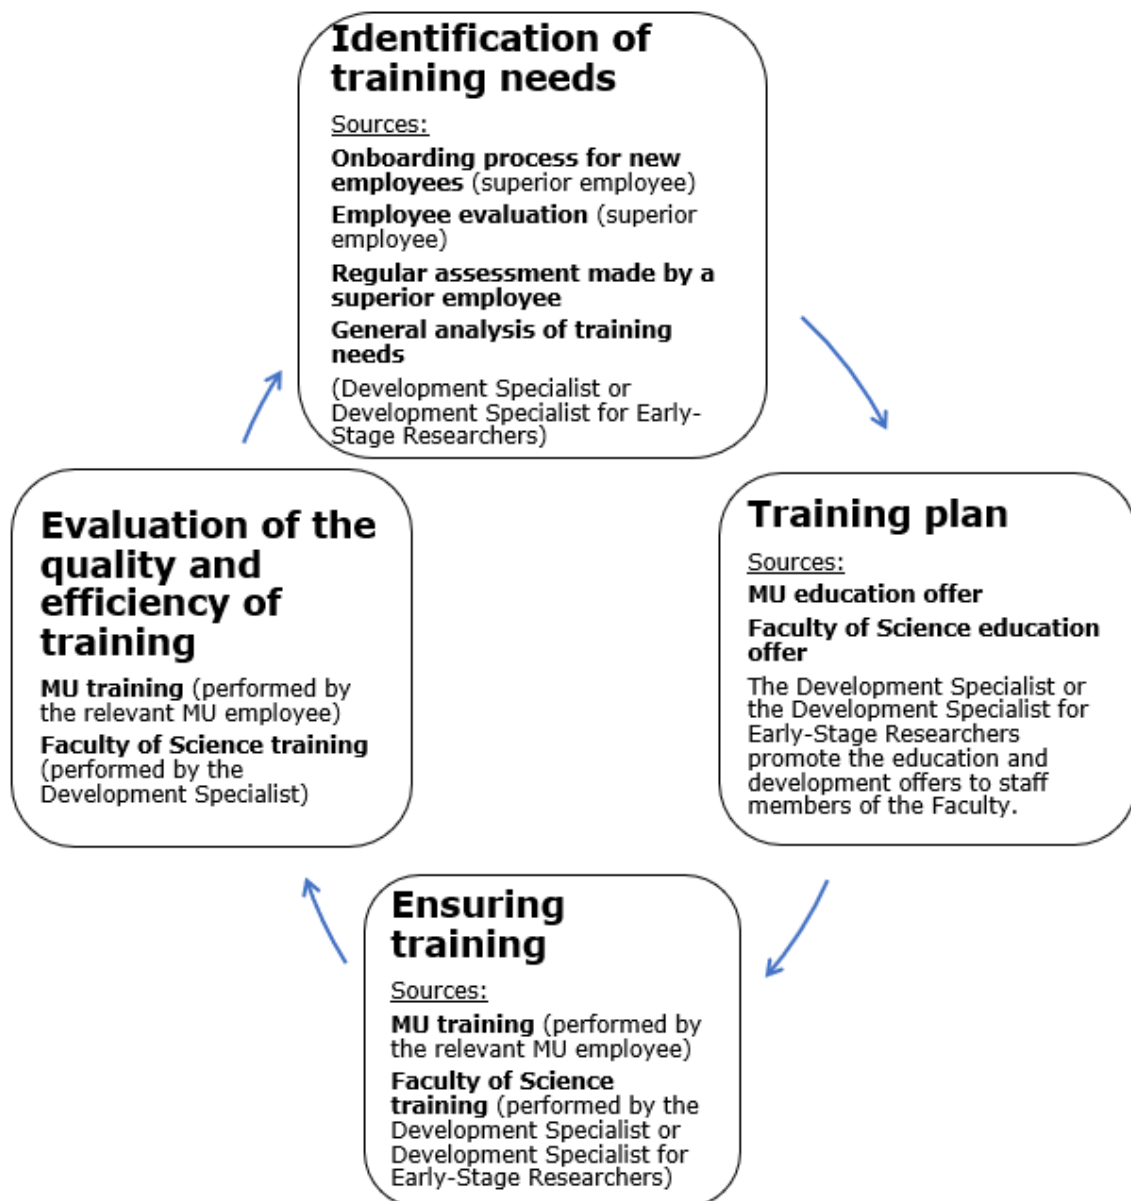 Identification of
training needs
Sources:
Onboarding process for new
employees (superior employee)
Employee evaluation (superior
employee)
Regular assessment made by a
superior employee
General analysis of training
needs
(Development Specialist or
Development Specialist for Early-
Stage Researchers)
Training plan
Sources:
MU education offer
Faculty of Science education
offer
The Development Specialist or
the Development Specialist for
Early-Stage Researchers
promote the education and
development offers to staff
members of the Faculty.
Ensuring
training
Sources:
MU training (performed by
the relevant MU employee)
Faculty of Science
training (performed by the
Development Specialist or
Development Specialist for
Early-Stage Researchers)
Evaluation of the
quality and
efficiency of
training
MU training (performed by
the relevant MU employee)
Faculty of Science training
(performed by the
Development Specialist)